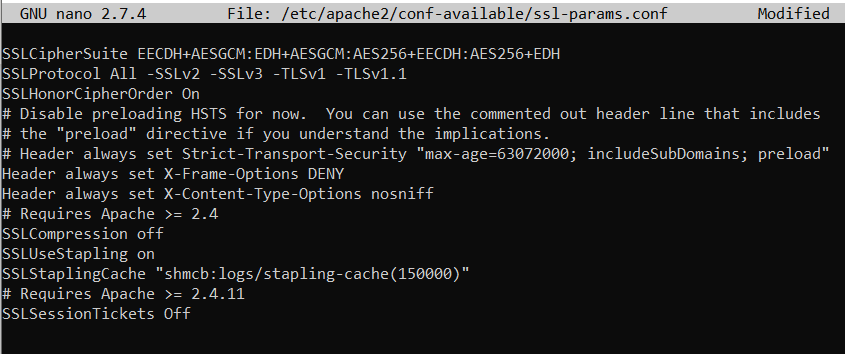 GNU nano 2.7.4 File: /etc/apache2/conf-available/ssl-params.conf Modified
SSLCipherSuite EECDH+AESGCM:EDH+AESGCM:AES256+EECDH:AES256+EDH
SSLProtocol All -SSLv2 -SSLv3 -TLSv1 -TLSv1.1
SSLHonorCipherOrder On
# Disable preloading HSTS for now.  You can use the commented out header line that includes
# the "preload" directive if you understand the implications.
# Header always set Strict-Transport-Security "max-age=63072000; includeSubDomains; preload"
Header always set X-Frame-Options DENY
Header always set X-Content-Type-Options nosniff
# Requires Apache >= 2.4
SSLCompression off
SSLUseStapling on
SSLStaplingCache "shmcb:logs/stapling-cache(150000)"
# Requires Apache >= 2.4.11
SSLSessionTickets Off